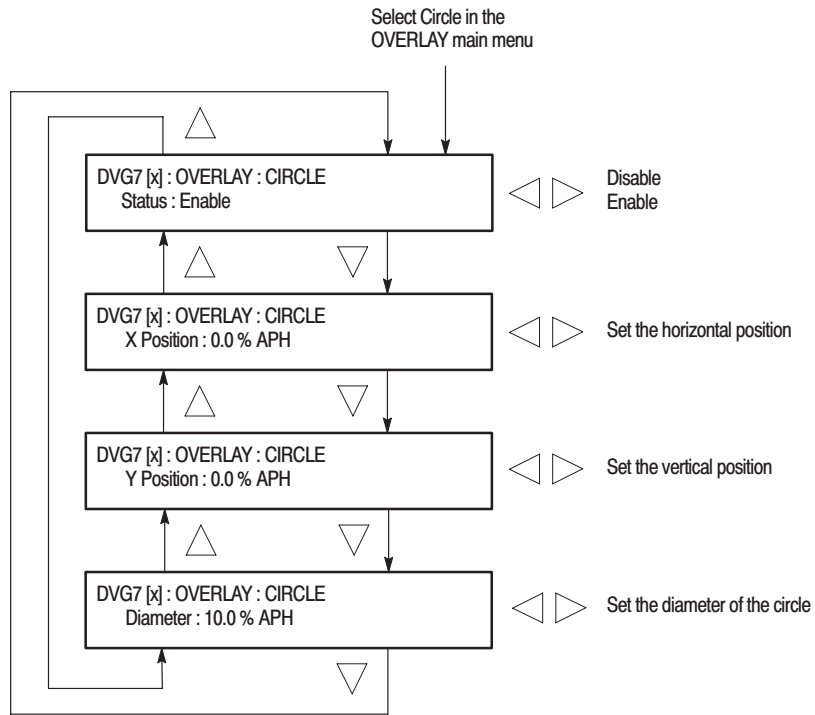 Select Circle in the
OVERLAY main menu
DVG7 [x] : OVERLAY : CIRCLE
Status : Enable
Disable
Enable
DVG7 [x] : OVERLAY : CIRCLE
X Position : 0.0 % APH
Set the horizontal position
DVG7 [x] : OVERLAY : CIRCLE
Y Position : 0.0 % APH
Set the vertical position
DVG7 [x] : OVERLAY : CIRCLE
Diameter : 10.0 % APH
Set the diameter of the circle